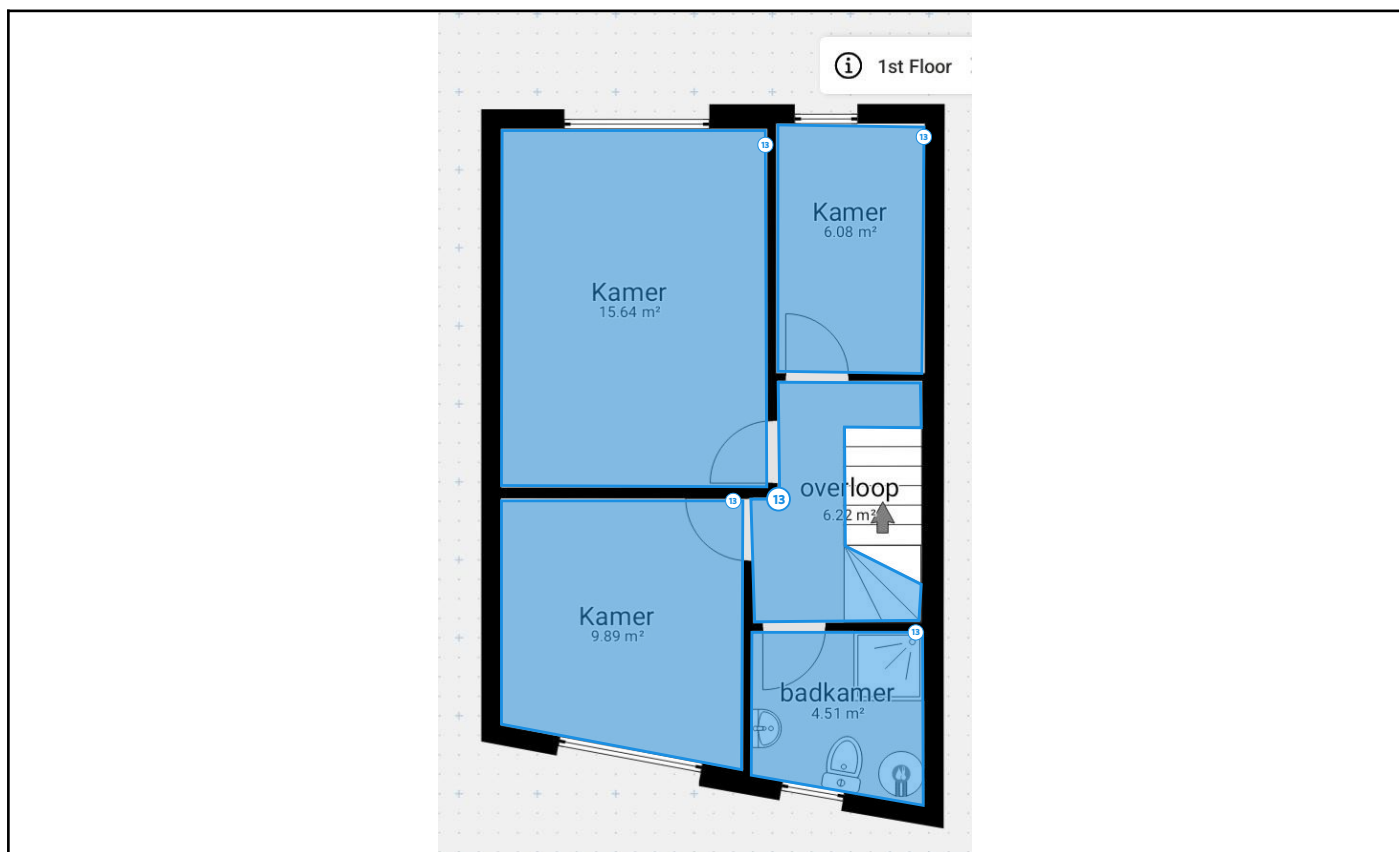 1st Floor
13
13
Kamer
6.08 m²
Kamer
15.64 m²
overloop
13
13
6.22 m²
Kamer
9.89 m²
13
badkamer
4.51 m²